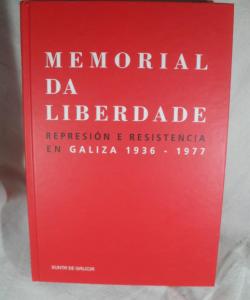 MEMORIAL
DA
LIBERDADE
REPRESIÓN E RESISTENCIA
EN GALIZA 1936 - 1977
XUNTA DE GALICIA